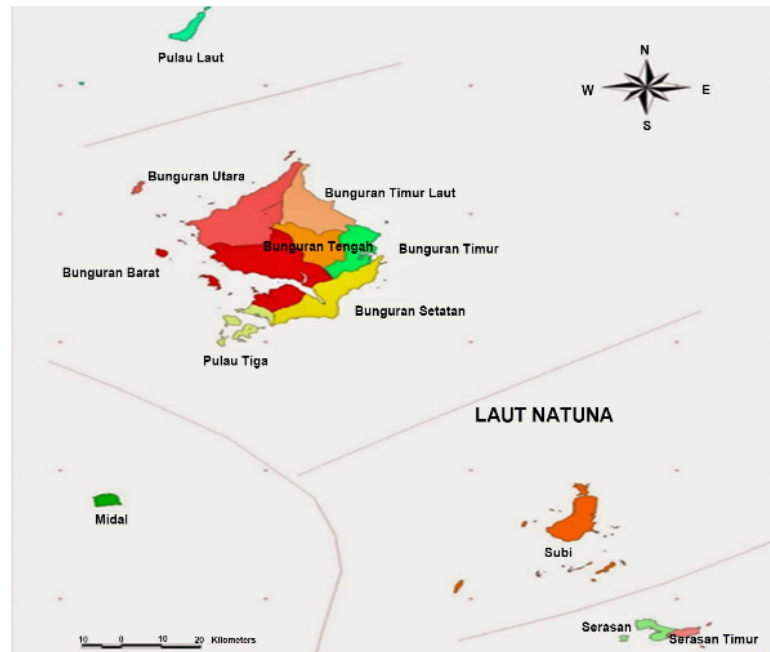 Pulau Laut
N
W E
S
Bunguran Utara
Bunguran Timur Laut
Bunguran Tengah
Bunguran Timur
Bunguran Barat
Bunguran Setatan
Pulau Tiga
LAUT NATUNA
Midal
Subi
Serasan
Serasan Timur
10 0 10 20 Kilometers